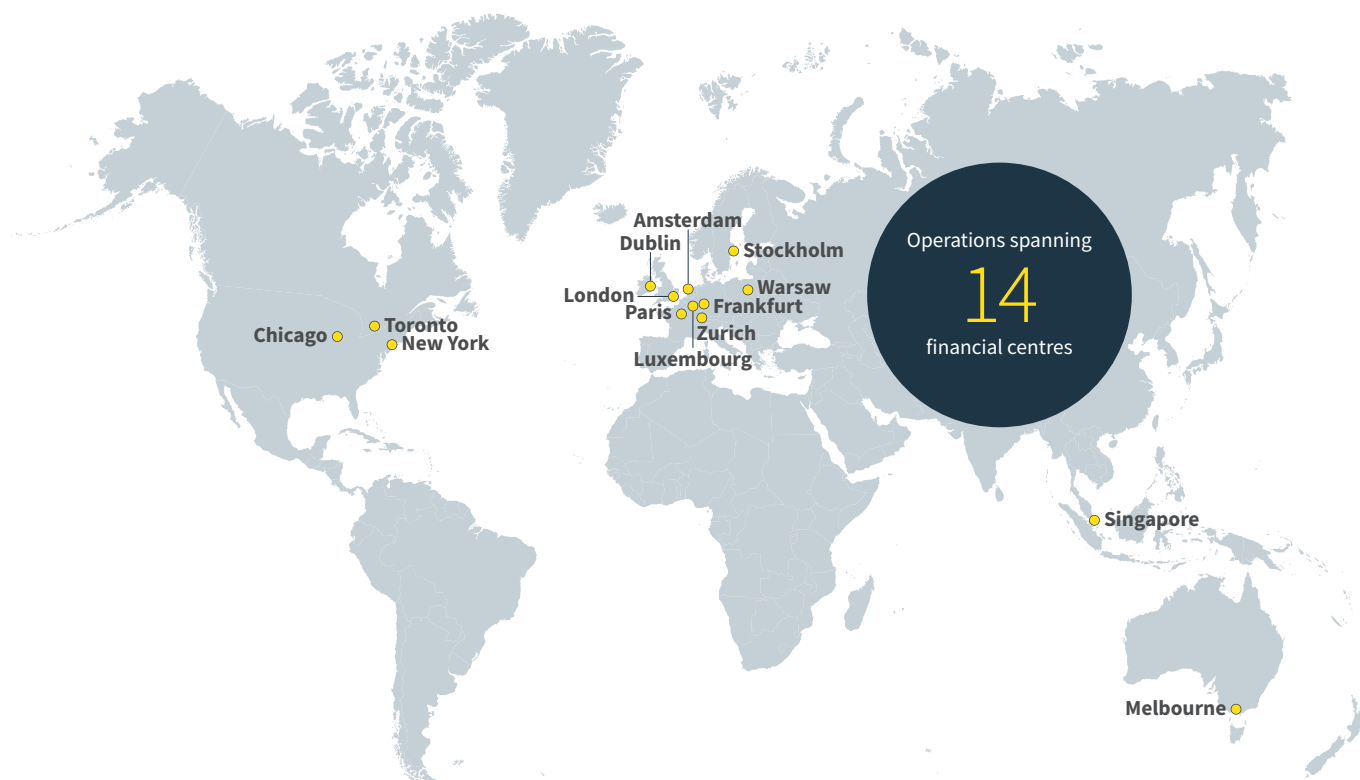 Amsterdam
Dublin
Stockholm
London
Warsaw
Paris
Frankfurt
Zurich
Luxembourg
Chicago
Toronto
New York
Operations spanning
14
financial centres
Singapore
Melbourne